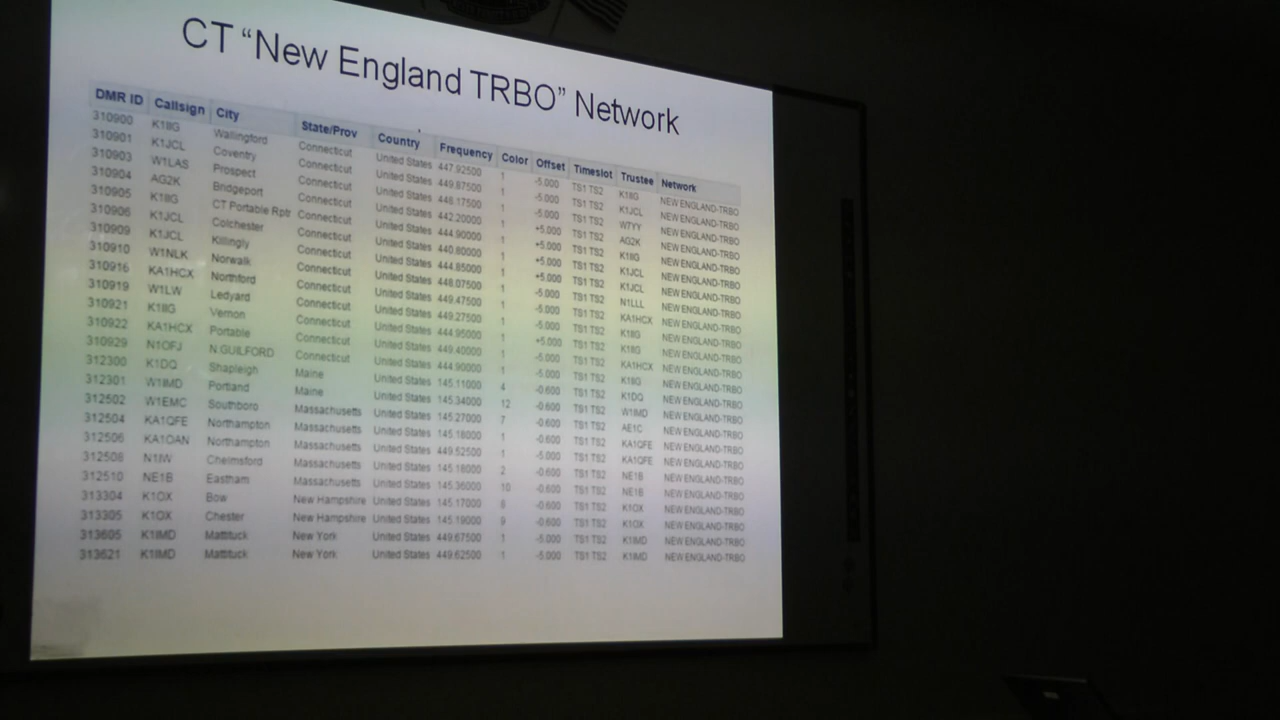 CT “New England TRBO” Network
DMR ID Callsign City State/Prov Country Frequency Color Offset Timeslot Trustee Network
310900 K1IIG Wallingford Connecticut United States 447.92500 1 -5.000 TS1 TS2 K1IIG NEW ENGLAND-TRBO
310901 K1JCL Coventry Connecticut United States 449.87500 1 -5.000 TS1 TS2 K1JCL NEW ENGLAND-TRBO
310903 W1LAS Prospect Connecticut United States 448.17500 1 -5.000 TS1 TS2 W7YY NEW ENGLAND-TRBO
310904 AG2K Bridgeport Connecticut United States 442.20000 1 +5.000 TS1 TS2 AG2K NEW ENGLAND-TRBO
310905 K1IIG CT Portable Rptr Connecticut United States 444.90000 1 +5.000 TS1 TS2 K1IIG NEW ENGLAND-TRBO
310906 K1JCL Colchester Connecticut United States 440.80000 1 +5.000 TS1 TS2 K1JCL NEW ENGLAND-TRBO
310909 K1JCL Killingly Connecticut United States 444.85000 1 +5.000 TS1 TS2 K1JCL NEW ENGLAND-TRBO
310910 W1NLK Norwalk Connecticut United States 448.07500 1 -5.000 TS1 TS2 N1LLL NEW ENGLAND-TRBO
310916 KA1HCX Northford Connecticut United States 449.47500 1 -5.000 TS1 TS2 KA1HCX NEW ENGLAND-TRBO
310919 W1LW Ledyard Connecticut United States 449.27500 1 -5.000 TS1 TS2 K1IIG NEW ENGLAND-TRBO
310921 K1IIG Vernon Connecticut United States 444.95000 1 +5.000 TS1 TS2 K1IIG NEW ENGLAND-TRBO
310922 KA1HCX Portable Connecticut United States 449.40000 1 -5.000 TS1 TS2 KA1HCX NEW ENGLAND-TRBO
310929 N1OFJ N.GUILFORD Connecticut United States 444.90000 1 -5.000 TS1 TS2 K1IIG NEW ENGLAND-TRBO
312300 K1DQ Shapleigh Maine United States 145.11000 4 -0.600 TS1 TS2 K1DQ NEW ENGLAND-TRBO
312301 W1IMD Portland Maine United States 145.34000 12 -0.600 TS1 TS2 W1IMD NEW ENGLAND-TRBO
312502 W1EMC Southboro Massachusetts United States 145.27000 7 -0.600 TS1 TS2 AE1C NEW ENGLAND-TRBO
312504 KA1QFE Northampton Massachusetts United States 145.18000 1 -0.600 TS1 TS2 KA1QFE NEW ENGLAND-TRBO
312506 KA1OAN Northampton Massachusetts United States 449.52500 1 -5.000 TS1 TS2 KA1QFE NEW ENGLAND-TRBO
312508 N1IW Chelmsford Massachusetts United States 145.18000 2 -0.600 TS1 TS2 NE1B NEW ENGLAND-TRBO
312510 NE1B Eastham Massachusetts United States 145.36000 10 -0.600 TS1 TS2 NE1B NEW ENGLAND-TRBO
313304 K1OX Bow New Hampshire United States 145.17000 -0.600 TS1 TS2 K1OX NEW ENGLAND-TRBO
313305 K1OX Chester New Hampshire United States 145.19000 9 -0.600 TS1 TS2 K1OX NEW ENGLAND-TRBO
313605 K1IMD Mattituck New York United States 449.67500 1 -5.000 TS1 TS2 K1IMD NEW ENGLAND-TRBO
313621 K1IMD Mattituck New York United States 449.62500 1 -5.000 TS1 TS2 K1IMD NEW ENGLAND-TRBO